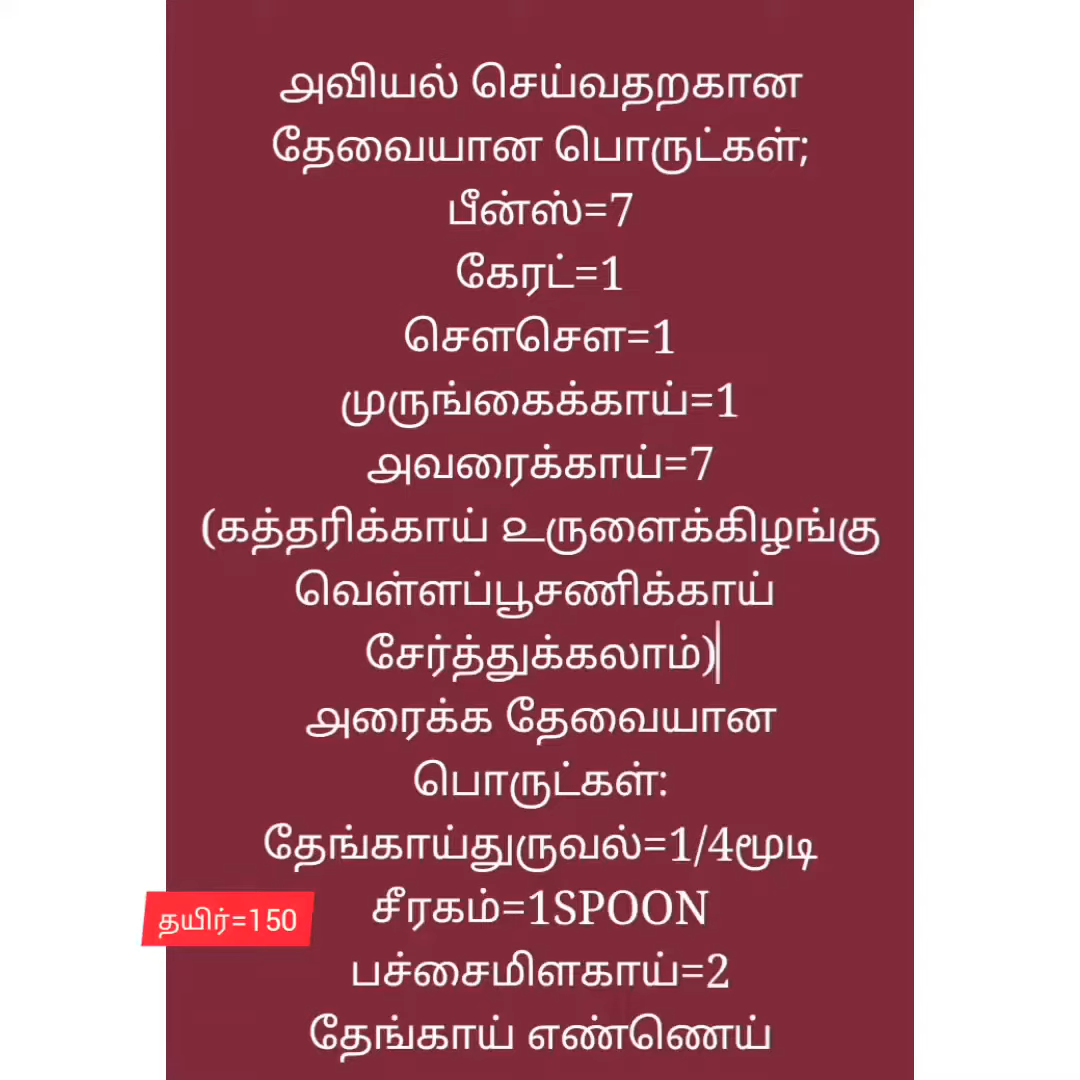 அவியல் செய்வதறகான
தேவையான பொருட்கள்;
பீன்ஸ்=7
கேரட்=1
சௌசௌ=1
முருங்கைக்காய்=1
அவரைக்காய்=7
(கத்தரிக்காய் உருளைக்கிழங்கு
வெள்ளப்பூசணிக்காய்
சேர்த்துக்கலாம்)
அரைக்க தேவையான
பொருட்கள்:
தேங்காய்துருவல்=1/4மூடி
சீரகம்=1SPOON
தயிர்=150
பச்சைமிளகாய்=2
தேங்காய் எண்ணெய்